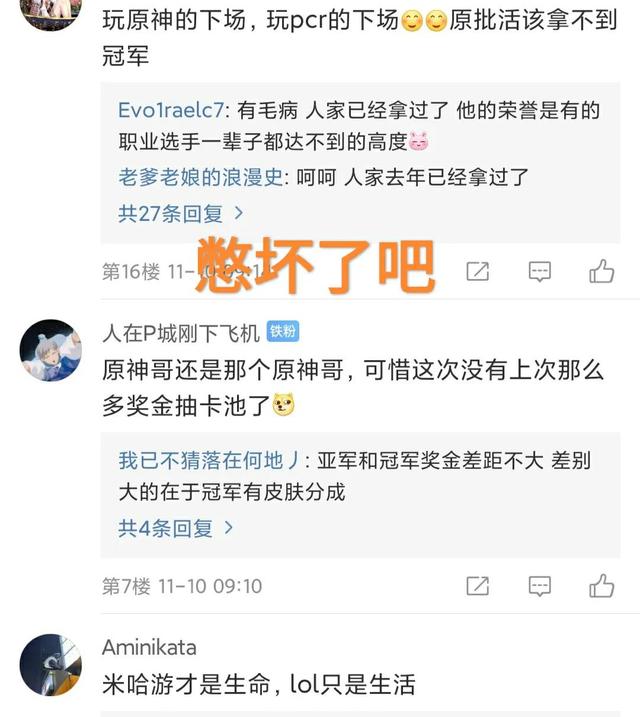 玩原神的下场，玩pcr的下场😊😊原批活该拿不到
冠军
Evo1raelc7: 有毛病 人家已经拿过了 他的荣誉是有的
职业选手一辈子都达不到的高度🐷
老爹老娘的浪漫史: 呵呵 人家去年已经拿过了
共27条回复 >
第16楼 11-10 09:14
憋坏了吧
人在P城刚下飞机 铁粉
原神哥还是那个原神哥，可惜这次没有上次那么
多奖金抽卡池了
我已不猜落在何地丿: 亚军和冠军奖金差距不大 差别
大的在于冠军有皮肤分成
共4条回复 >
第7楼 11-10 09:10
Aminikata
米哈游才是生命，lol只是生活